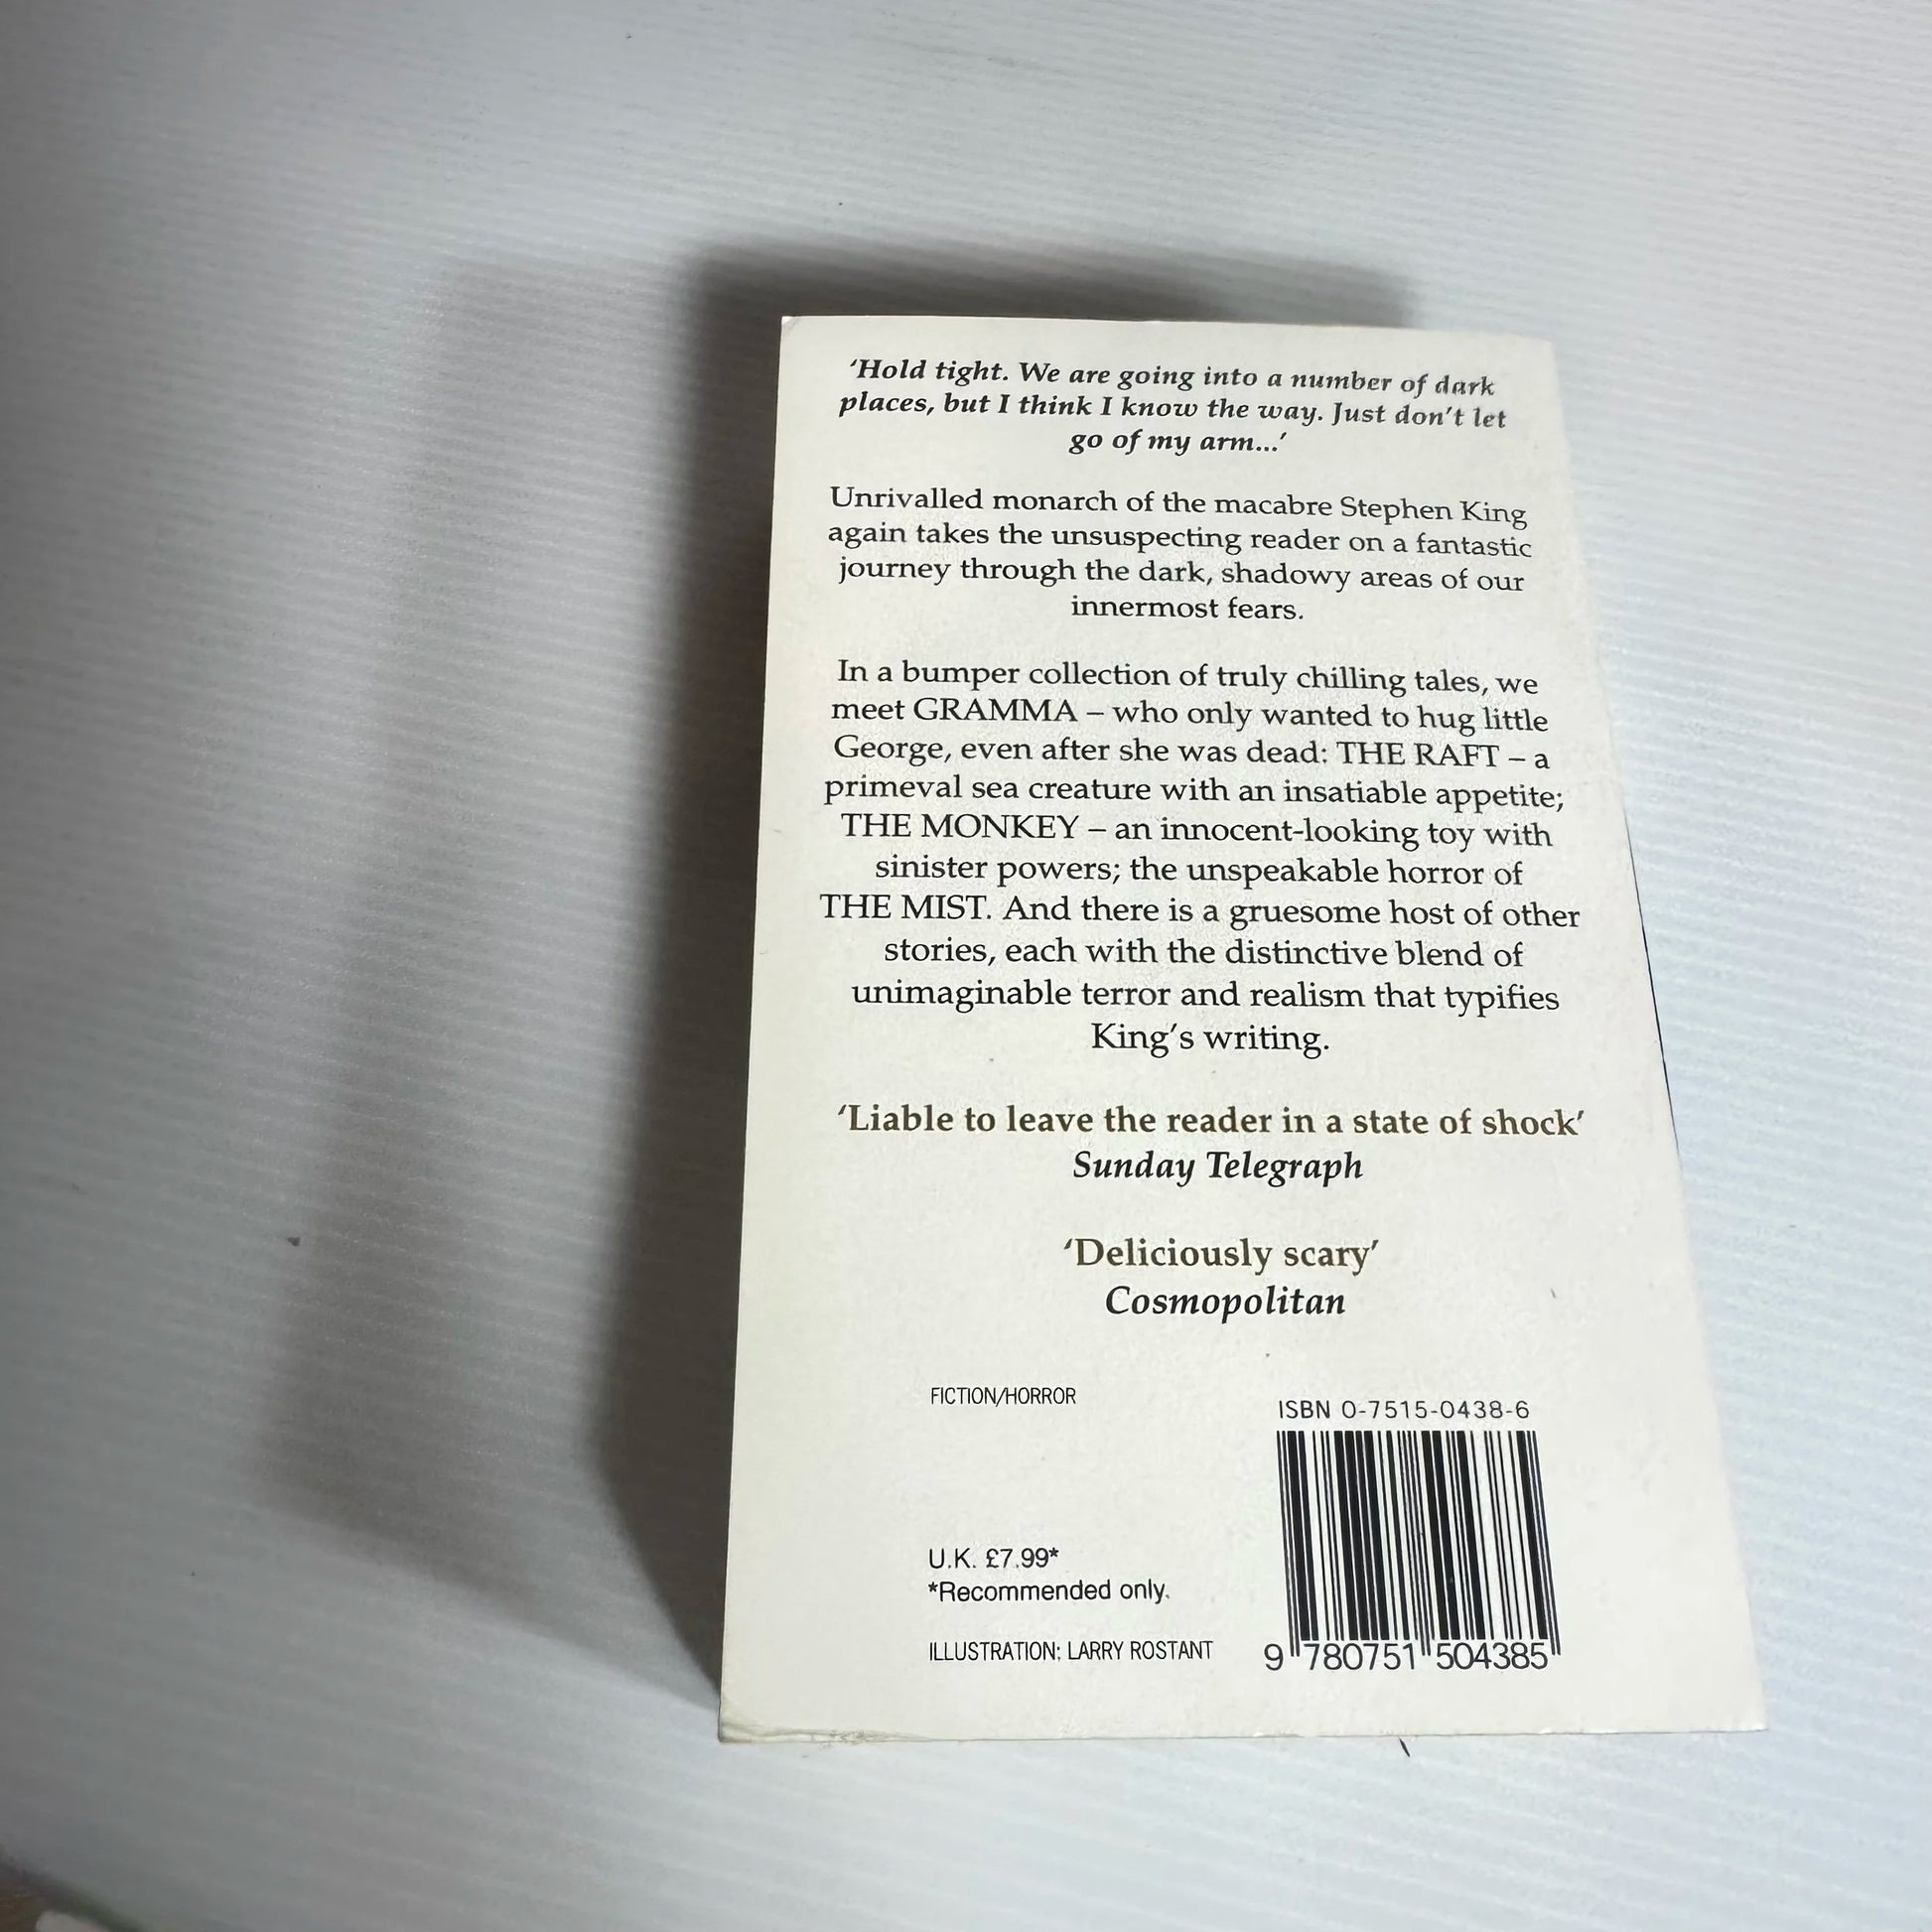 ‘Hold tight. We are going into a number of dark
places, but I think I know the way. Just don’t let
go of my arm...’
Unrivalled monarch of the macabre Stephen King
again takes the unsuspecting reader on a fantastic
journey through the dark, shadowy areas of our
innermost fears.
In a bumper collection of truly chilling tales, we
meet GRAMMA – who only wanted to hug little
George, even after she was dead: THE RAFT – a
primeval sea creature with an insatiable appetite;
THE MONKEY – an innocent-looking toy with
sinister powers; the unspeakable horror of
THE MIST. And there is a gruesome host of other
stories, each with the distinctive blend of
unimaginable terror and realism that typifies
King’s writing.
‘Liable to leave the reader in a state of shock’
Sunday Telegraph
‘Deliciously scary’
Cosmopolitan
FICTION/HORROR
ISBN 0-7515-0438-6
U.K. £7.99*
*Recommended only.
ILLUSTRATION: LARRY ROSTANT
9 780751 504385